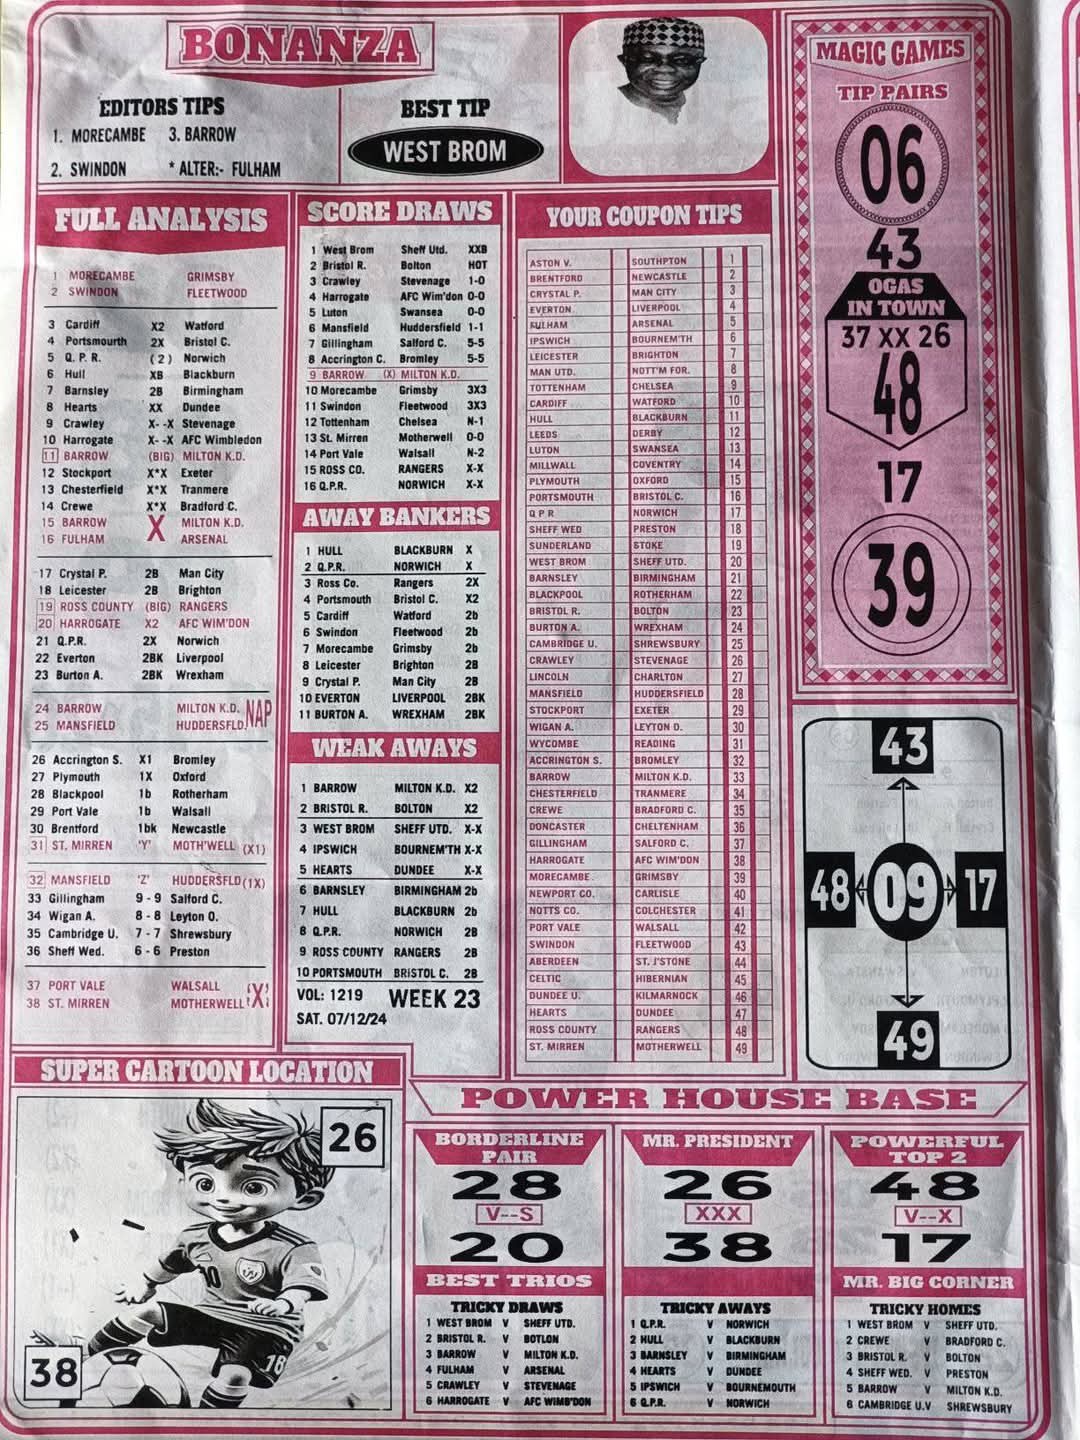 BONANZA
EDITORS TIPS
1. MORECAMBE 3. BARROW
2. SWINDON * ALTER:- FULHAM
BEST TIP
WEST BROM
FULL ANALYSIS
1 MORECAMBE GRIMSBY
2 SWINDON FLEETWOOD
3 Cardiff X2 Watford
4 Portsmourth 2X Bristol C.
5 Q. P. R. (2) Norwich
6 Hull XB Blackburn
7 Barnsley 2B Birmingham
8 Hearts XX Dundee
9 Crawley X- -X Stevenage
10 Harrogate X- -X AFC Wimbledon
11 BARROW (BIG) MILTON K.D.
12 Stockport X*X Exeter
13 Chesterfield X*X Tranmere
14 Crewe X*X Bradford C.
15 BARROW X MILTON K.D.
16 FULHAM ARSENAL
17 Crystal P. 2B Man City
18 Leicester 2B Brighton
19 ROSS COUNTY (BIG) RANGERS
20 HARROGATE X2 AFC WIM'DON
21 Q.P.R. 2X Norwich
22 Everton 2BK Liverpool
23 Burton A. 2BK Wrexham
24 BARROW MILTON K.D. NAP
25 MANSFIELD HUDDERSFLD.
26 Accrington S. X1 Bromley
27 Plymouth 1X Oxford
28 Blackpool 1b Rotherham
29 Port Vale 1b Walsall
30 Brentford 1bk Newcastle
31 ST. MIRREN 'Y' MOTH'WELL (X1)
32 MANSFIELD 'Z' HUDDERSFLD (1X)
33 Gillingham 9 - 9 Salford C.
34 Wigan A. 8 - 8 Leyton O.
35 Cambridge U. 7 - 7 Shrewsbury
36 Sheff Wed. 6 - 6 Preston
37 PORT VALE WALSALL 'X'
38 ST. MIRREN MOTHERWELL
SCORE DRAWS
1 West Brom Sheff Utd. XXB
2 Bristol R. Bolton HOT
3 Crawley Stevenage 1-0
4 Harrogate AFC Wim'don 0-0
5 Luton Swansea 0-0
6 Mansfield Huddersfield 1-1
7 Gillingham Salford C. 5-5
8 Accrington C. Bromley 5-5
9 BARROW (X) MILTON K.D.
10 Morecambe Grimsby 3X3
11 Swindon Fleetwood 3X3
12 Tottenham Chelsea N-1
13 St. Mirren Motherwell 0-0
14 Port Vale Walsall N-2
15 ROSS CO. RANGERS X-X
16 Q.P.R. NORWICH X-X
AWAY BANKERS
1 HULL BLACKBURN X
2 Q.P.R. NORWICH X
3 Ross Co. Rangers 2X
4 Portsmouth Bristol C. X2
5 Cardiff Watford 2b
6 Swindon Fleetwood 2b
7 Morecambe Grimsby 2b
8 Leicester Brighton 2B
9 Crystal P. Man City 2B
10 EVERTON LIVERPOOL 2BK
11 BURTON A. WREXHAM 2BK
WEAK AWAYS
1 BARROW MILTON K.D. X2
2 BRISTOL R. BOLTON X2
3 WEST BROM SHEFF UTD. X-X
4 IPSWICH BOURNEM'TH X-X
5 HEARTS DUNDEE X-X
6 BARNSLEY BIRMINGHAM 2b
7 HULL BLACKBURN 2b
8 Q.P.R. NORWICH 2B
9 ROSS COUNTY RANGERS 2B
10 PORTSMOUTH BRISTOL C. 2B
VOL: 1219 WEEK 23
SAT. 07/12/24
YOUR COUPON TIPS
ASTON V. SOUTHPTON 1
BRENTFORD NEWCASTLE 2
CRYSTAL P. MAN CITY 3
EVERTON LIVERPOOL 4
FULHAM ARSENAL 5
IPSWICH BOURNEM'TH 6
LEICESTER BRIGHTON 7
MAN UTD. NOTT'M FOR. 8
TOTTENHAM CHELSEA 9
CARDIFF WATFORD 10
HULL BLACKBURN 11
LEEDS DERBY 12
LUTON SWANSEA 13
MILLWALL COVENTRY 14
PLYMOUTH OXFORD 15
PORTSMOUTH BRISTOL C. 16
Q P R NORWICH 17
SHEFF WED PRESTON 18
SUNDERLAND STOKE 19
WEST BROM SHEFF UTD. 20
BARNSLEY BIRMINGHAM 21
BLACKPOOL ROTHERHAM 22
BRISTOL R. BOLTON 23
BURTON A. WREXHAM 24
CAMBRIDGE U. SHREWSBURY 25
CRAWLEY STEVENAGE 26
LINCOLN CHARLTON 27
MANSFIELD HUDDERSFIELD 28
STOCKPORT EXETER 29
WIGAN A. LEYTON D. 30
WYCOMBE READING 31
ACCRINGTON S. BROMLEY 32
BARROW MILTON K.D. 33
CHESTERFIELD TRANMERE 34
CREWE BRADFORD C. 35
DONCASTER CHELTENHAM 36
GILLINGHAM SALFORD C. 37
HARROGATE AFC WIM'DON 38
MORECAMBE. GRIMSBY 39
NEWPORT CO. CARLISLE 40
NOTTS CO. COLCHESTER 41
PORT VALE WALSALL 42
SWINDON FLEETWOOD 43
ABERDEEN ST. J'STONE 44
CELTIC HIBERNIAN 45
DUNDEE U. KILMARNOCK 46
HEARTS DUNDEE 47
ROSS COUNTY RANGERS 48
ST. MIRREN MOTHERWELL 49
MAGIC GAMES
TIP PAIRS
06
43
OGAS
IN TOWN
37 XX 26
48
17
39
43
48 09 17
49
SUPER CARTOON LOCATION
26
10
18
38
POWER HOUSE BASE
BORDERLINE
PAIR
28
V--S
20
MR. PRESIDENT
26
XXX
38
POWERFUL
TOP 2
48
V--X
17
BEST TRIOS
MR. BIG CORNER
TRICKY DRAWS
1 WEST BROM V SHEFF UTD.
2 BRISTOL R. V BOTLON
3 BARROW V MILTON K.D.
4 FULHAM V ARSENAL
5 CRAWLEY V STEVENAGE
6 HARROGATE V AFC WIMB'DON
TRICKY AWAYS
1 Q.P.R. V NORWICH
2 HULL V BLACKBURN
3 BARNSLEY V BIRMINGHAM
4 HEARTS V DUNDEE
5 IPSWICH V BOURNEMOUTH
6 Q.P.R. V NORWICH
TRICKY HOMES
1 WEST BROM V SHEFF UTD.
2 CREWE V BRADFORD C.
3 BRISTOL R. V BOLTON
4 SHEFF WED. V PRESTON
5 BARROW V MILTON K.D.
6 CAMBRIDGE U.V SHREWSBURY